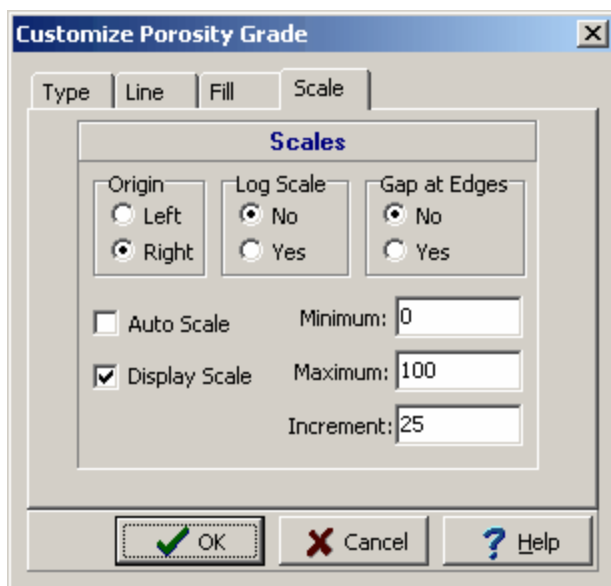 Customize Porosity Grade
Type Line Fill Scale
Scales
Origin Log Scale Gap at Edges
Left No No
Right Yes Yes
Auto Scale Minimum: 0
Display Scale Maximum: 100
Increment: 25
OK Cancel Help